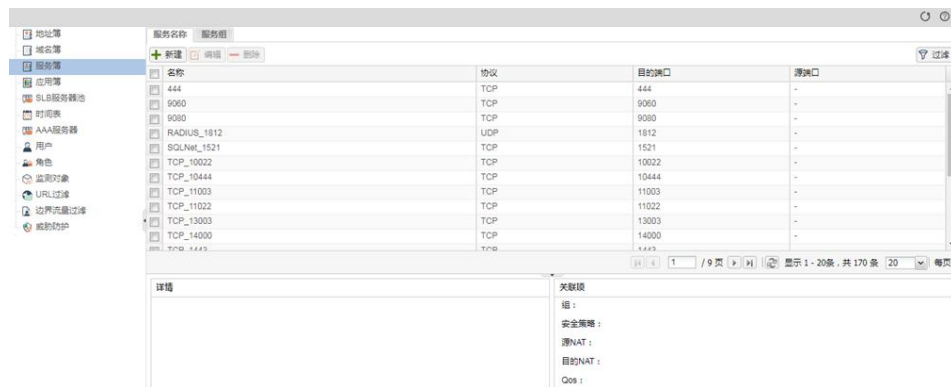 地址簿
域名簿
服务簿
应用簿
SLB服务器池
时间表
AAA服务器
用户
角色
监测对象
URL过滤
边界流量过滤
威胁防护
服务名称 服务组
新建 编辑 删除 过滤
名称 协议 目的端口 源端口
444 TCP 444 -
9060 TCP 9060 -
9080 TCP 9080 -
RADIUS_1812 UDP 1812 -
SQLNet_1521 TCP 1521 -
TCP_10022 TCP 10022 -
TCP_10444 TCP 10444 -
TCP_11003 TCP 11003 -
TCP_11022 TCP 11022 -
TCP_13003 TCP 13003 -
TCP_14000 TCP 14000 -
TCP_1443 TCP 1443
1 / 9 页 显示 1 - 20条，共 170 条 20 每页
详情
关联项
组：
安全策略：
源NAT：
目的NAT：
Qos：